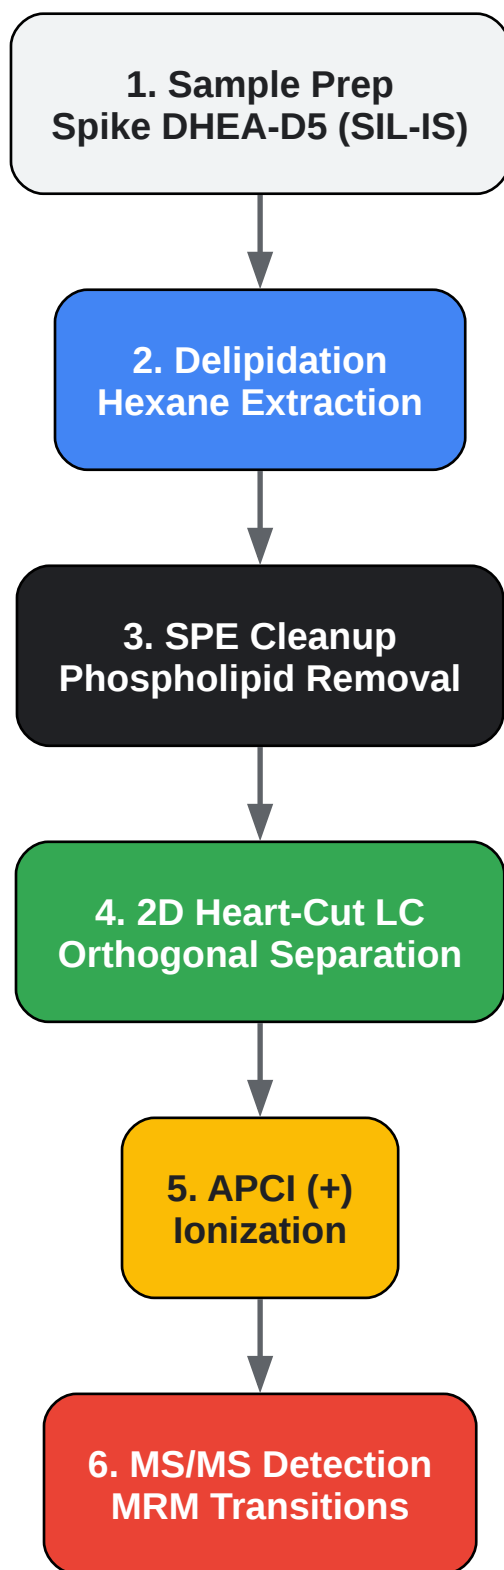 1. Sample Prep
Spike DHEA-D5 (SIL-IS)
2. Delipidation
Hexane Extraction
3. SPE Cleanup
Phospholipid Removal
4. 2D Heart-Cut LC
Orthogonal Separation
5. APCI (+)
Ionization
6. MS/MS Detection
MRM Transitions